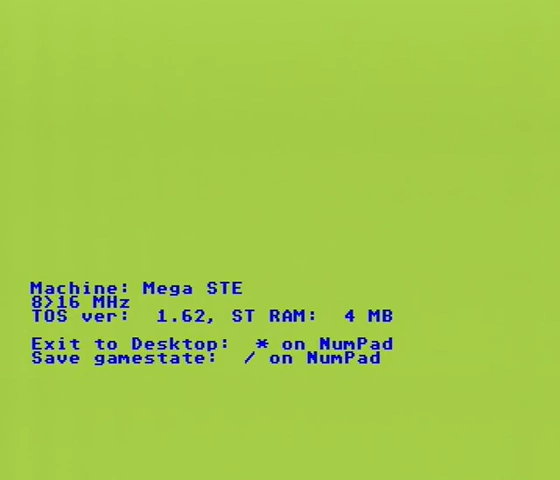 Machine: Mega STE
8>16 MHz
TOS ver:  1.62, ST RAM:  4 MB
Exit to Desktop:  * on NumPad
Save gamestate:  / on NumPad